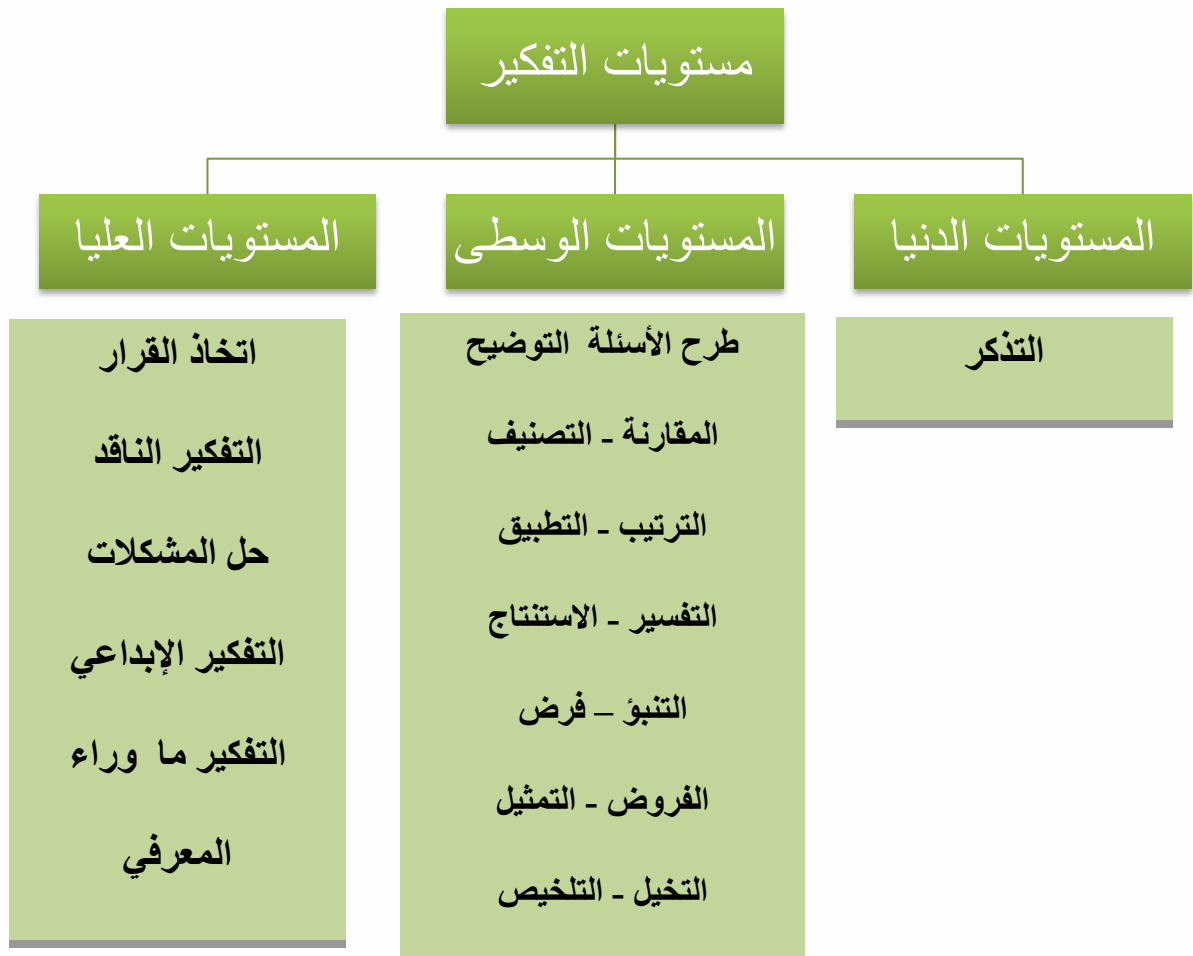 مستويات التفكير
المستويات الدنيا
التذكر
المستويات الوسطى
طرح الأسئلة التوضيح
المقارنة - التصنيف
الترتيب - التطبيق
التفسير - الاستنتاج
التنبؤ – فرض
الفروض - التمثيل
التخيل - التلخيص
المستويات العليا
اتخاذ القرار
التفكير الناقد
حل المشكلات
التفكير الإبداعي
التفكير ما وراء
المعرفي